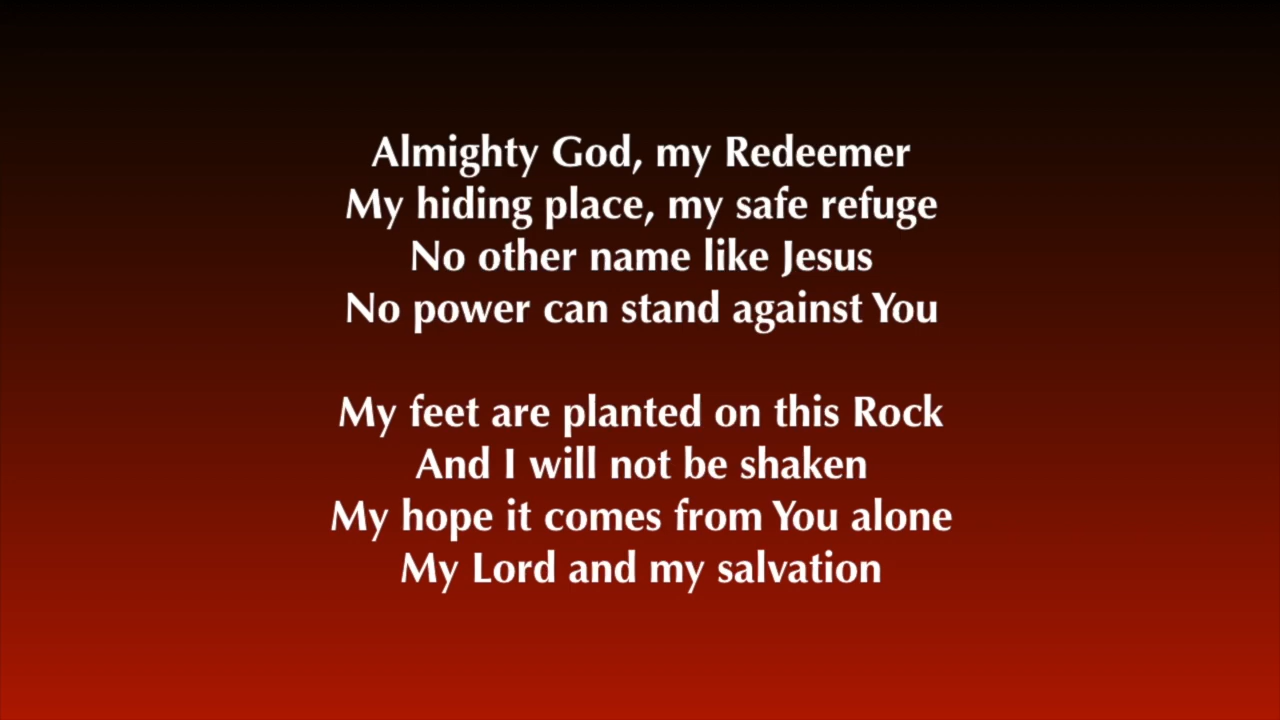 Almighty God, my Redeemer
My hiding place, my safe refuge
No other name like Jesus
No power can stand against You
My feet are planted on this Rock
And I will not be shaken
My hope it comes from You alone
My Lord and my salvation